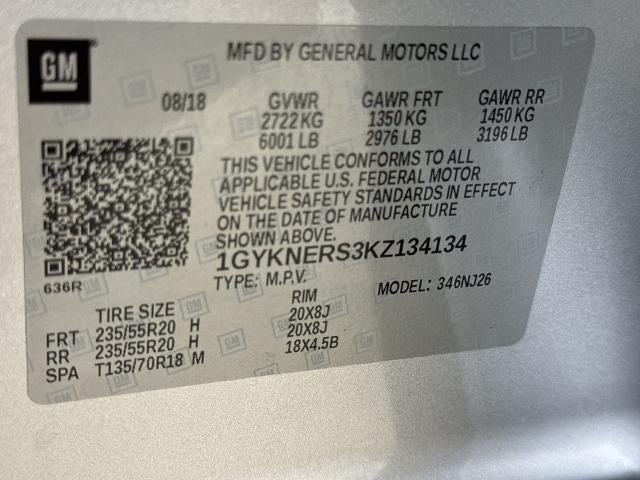 GM
MFD BY GENERAL MOTORS LLC
08/18 GVWR GAWR FRT GAWR RR
2722 KG 1350 KG 1450 KG
6001 LB 2976 LB 3196 LB
THIS VEHICLE CONFORMS TO ALL
APPLICABLE U.S. FEDERAL MOTOR
VEHICLE SAFETY STANDARDS IN EFFECT
ON THE DATE OF MANUFACTURE
SHOWN ABOVE.
1GYKNERS3KZ134134
636R
TYPE: M.P.V. MODEL: 346NJ26
TIRE SIZE RIM
FRT 235/55R20 H 20X8J
RR 235/55R20 H 20X8J
SPA T135/70R18 M 18X4.5B